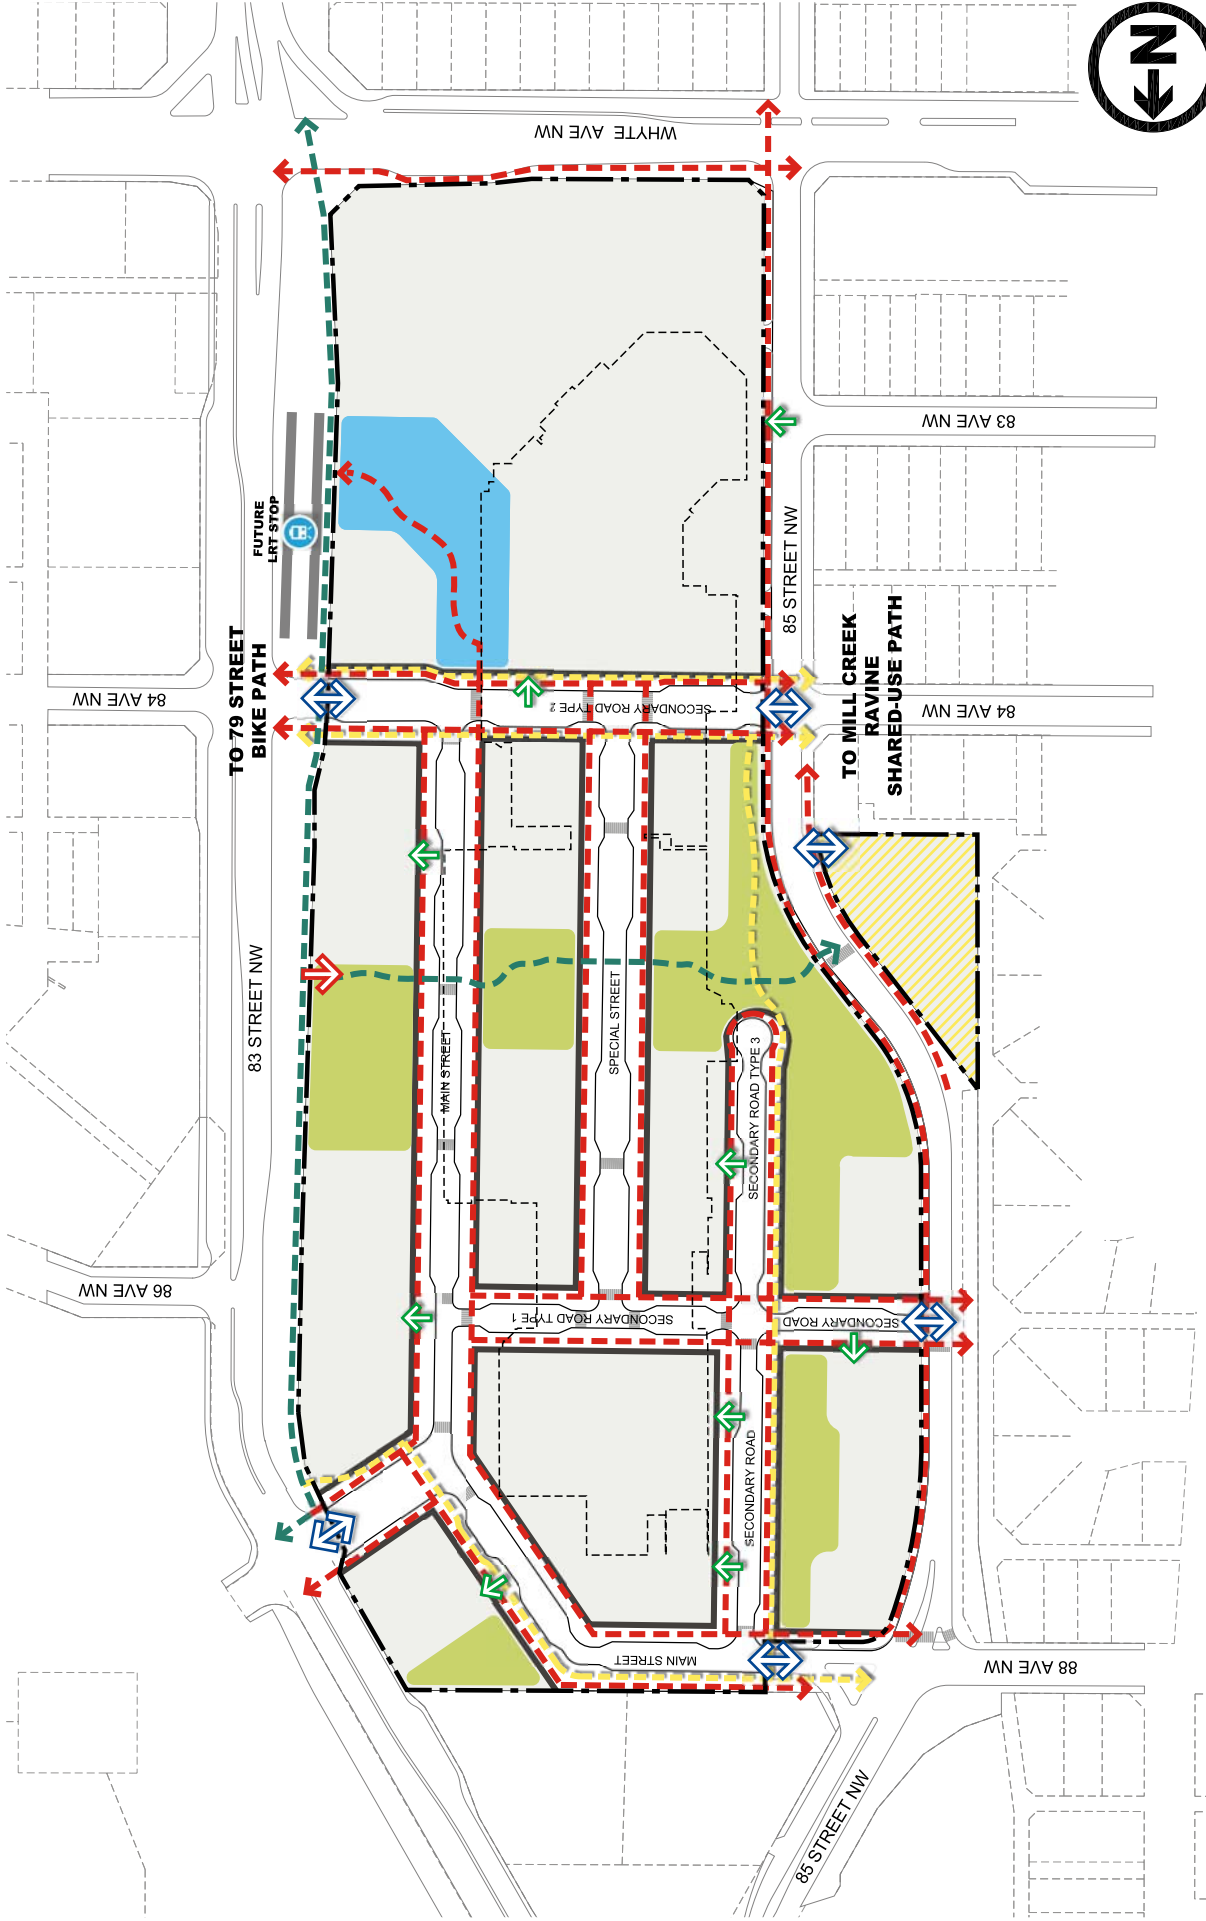 N
WHYTE AVE NW
83 AVE NW
FUTURE
LRT STOP
85 STREET NW
TO 79 STREET
BIKE PATH
TO MILL CREEK
RAVINE
SHARED-USE PATH
84 AVE NW
SECONDARY ROAD TYPE 2
84 AVE NW
83 STREET NW
MAIN STREET
SPECIAL STREET
SECONDARY ROAD TYPE 3
86 AVE NW
SECONDARY ROAD TYPE 1
SECONDARY ROAD
SECONDARY ROAD
MAIN STREET
88 AVE NW
85 STREET NW